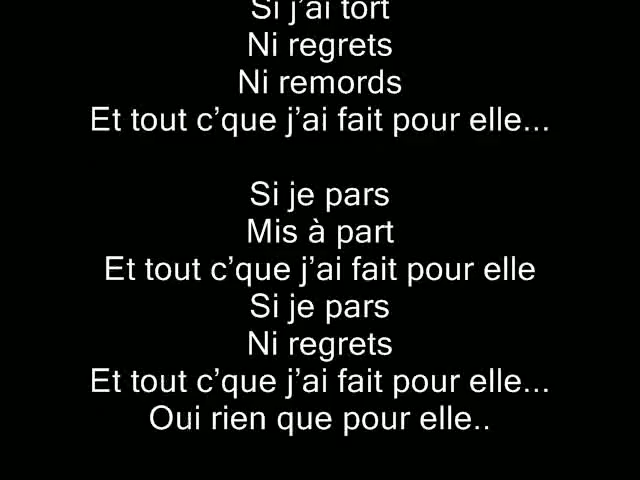 Si j’ai tort
Ni regrets
Ni remords
Et tout c’que j’ai fait pour elle...
Si je pars
Mis à part
Et tout c’que j’ai fait pour elle
Si je pars
Ni regrets
Et tout c’que j’ai fait pour elle...
Oui rien que pour elle..